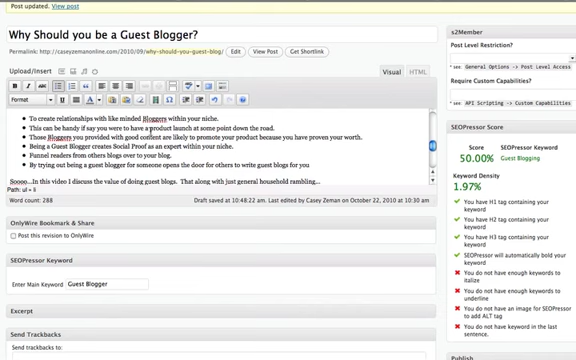 Post updated. View post
Why Should you be a Guest Blogger?
Permalink: http://caseyzemanonline.com/2010/09/why-should-you-guest-blog/ Edit View Post Get Shortlink
Upload/Insert Visual HTML
B I ABC
Format U A
To create relationships with like minded Bloggers within your niche.
This can be handy if say you were to have a product launch at some point down the road.
Those Bloggers you provided with good content are likely to promote your product because you have proven your worth.
Being a Guest Blogger creates Social Proof as an expert within your niche.
Funnel readers from others blogs over to your blog.
By trying out being a guest blogger for someone opens the door for others to write guest blogs for you
Soooo...In this video I discuss the value of doing guest blogs. That along with just general household rambling...
Path: ul » li
Word count: 288 Draft saved at 10:48:22 am. Last edited by Casey Zeman on October 22, 2010 at 10:30 am
OnlyWire Bookmark & Share
Post this revision to OnlyWire
SEOPressor Keyword
Enter Main Keyword Guest Blogger
Excerpt
Send Trackbacks
Send trackbacks to:
s2Member
Post Level Restriction?
* see: General Options -> Post Level Access
Require Custom Capabilities?
* see: API Scripting -> Custom Capabilities
SEOPressor Score
Score SEOPressor Keyword
50.00% Guest Blogging
Keyword Density
1.97%
You have H1 tag containing your
keyword
You have H2 tag containing your
keyword
You have H3 tag containing your
keyword
SEOPressor will automatically bold your
keyword
You do not have enough keywords to
italize
You do not have enough keywords to
underline
You do not have an image for SEOPressor
to add ALT tag
You do not have keyword in the last
sentence.
Publish